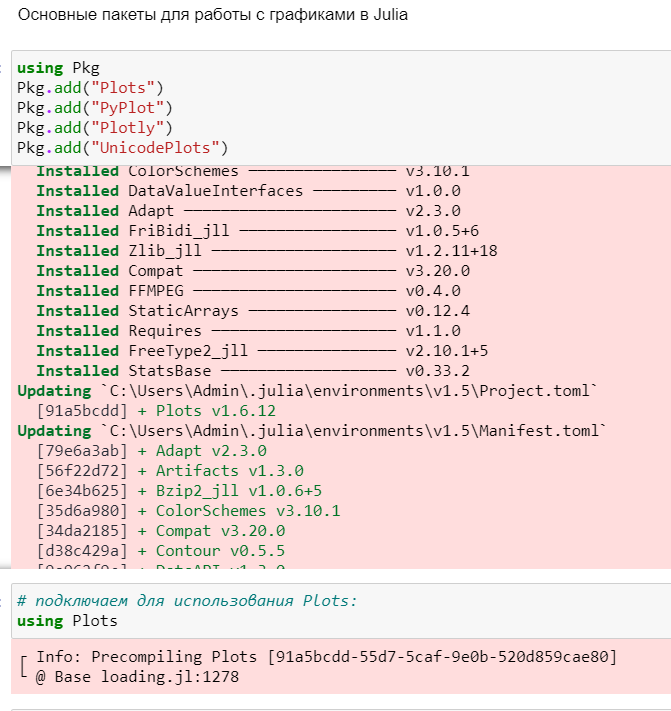 Основные пакеты для работы с графиками в Julia
using Pkg
Pkg.add("Plots")
Pkg.add("PyPlot")
Pkg.add("Plotly")
Pkg.add("UnicodePlots")
Installed ColorSchemes ──────────────── v3.10.1
Installed DataValueInterfaces ───────── v1.0.0
Installed Adapt ─────────────────────── v2.3.0
Installed FriBidi_jll ───────────────── v1.0.5+6
Installed Zlib_jll ──────────────────── v1.2.11+18
Installed Compat ────────────────────── v3.20.0
Installed FFMPEG ────────────────────── v0.4.0
Installed StaticArrays ──────────────── v0.12.4
Installed Requires ──────────────────── v1.1.0
Installed FreeType2_jll ─────────────── v2.10.1+5
Installed StatsBase ─────────────────── v0.33.2
Updating `C:\Users\Admin\.julia\environments\v1.5\Project.toml`
[91a5bcdd] + Plots v1.6.12
Updating `C:\Users\Admin\.julia\environments\v1.5\Manifest.toml`
[79e6a3ab] + Adapt v2.3.0
[56f22d72] + Artifacts v1.3.0
[6e34b625] + Bzip2_jll v1.0.6+5
[35d6a980] + ColorSchemes v3.10.1
[34da2185] + Compat v3.20.0
[d38c429a] + Contour v0.5.5
# подключаем для использования Plots:
using Plots
[ Info: Precompiling Plots [91a5bcdd-55d7-5caf-9e0b-520d859cae80]
@ Base loading.jl:1278